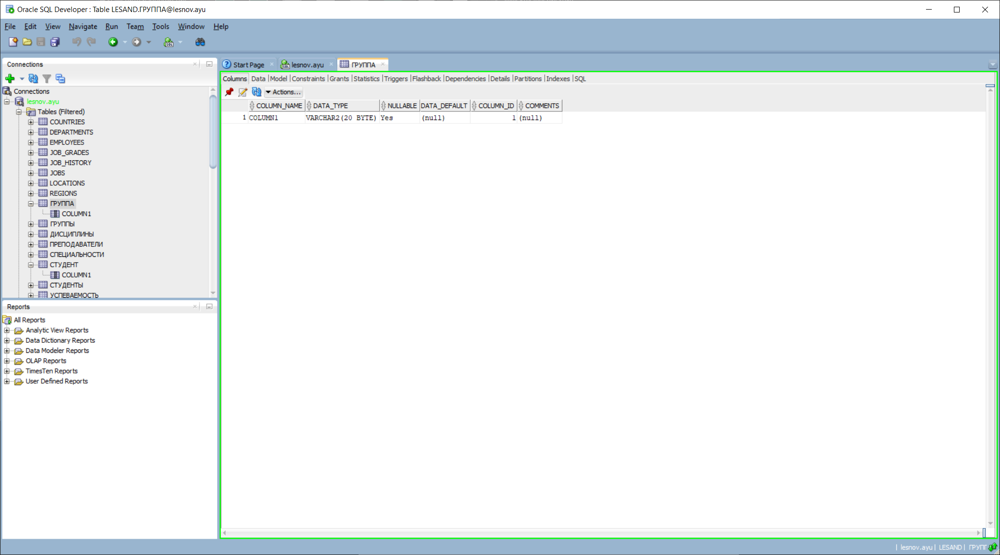 Oracle SQL Developer : Table LESAND.ГРУППА@lesnov.ayu
File Edit View Navigate Run Team Tools Window Help
Connections
Connections
lesnov.ayu
Tables (Filtered)
COUNTRIES
DEPARTMENTS
EMPLOYEES
JOB_GRADES
JOB_HISTORY
JOBS
LOCATIONS
REGIONS
ГРУППА
COLUMN1
ГРУППЫ
ДИСЦИПЛИНЫ
ПРЕПОДАВАТЕЛИ
СПЕЦИАЛЬНОСТИ
СТУДЕНТ
COLUMN1
СТУДЕНТЫ
УСПЕВАЕМОСТЬ
Reports
All Reports
Analytic View Reports
Data Dictionary Reports
Data Modeler Reports
OLAP Reports
TimesTen Reports
User Defined Reports
Start Page lesnov.ayu ГРУППА
Columns Data |Model |Constraints |Grants |Statistics |Triggers |Flashback |Dependencies |Details |Partitions |Indexes |SQL
Actions...
COLUMN_NAME DATA_TYPE NULLABLE DATA_DEFAULT COLUMN_ID COMMENTS
1 COLUMN1 VARCHAR2(20 BYTE) Yes (null) 1 (null)
| lesnov.ayu | LESAND | ГРУПП